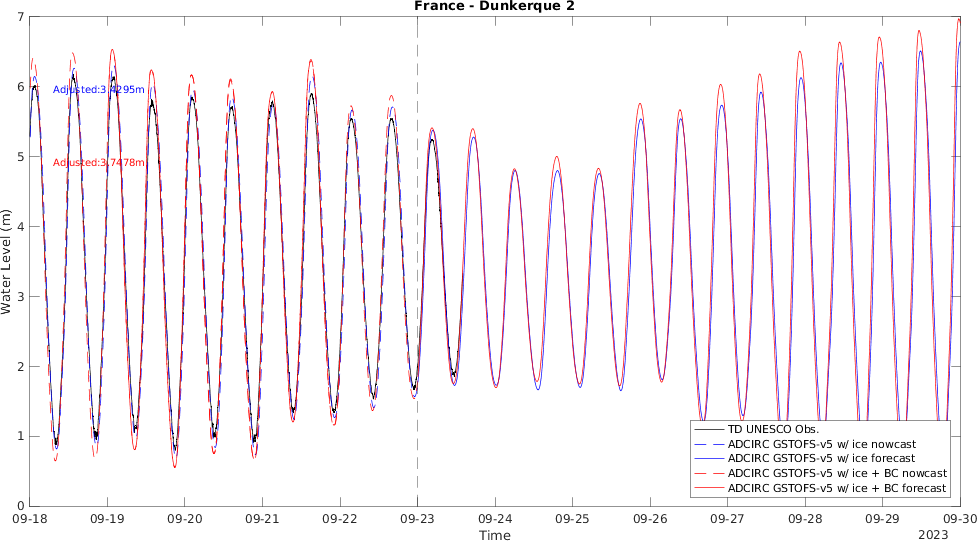 France - Dunkerque 2
7
6
5
4
3
2
1
0
Water Level (m)
Adjusted:3.4295m
Adjusted:3.7478m
TD UNESCO Obs.
ADCIRC GSTOFS-v5 w/ ice nowcast
ADCIRC GSTOFS-v5 w/ ice forecast
ADCIRC GSTOFS-v5 w/ ice + BC nowcast
ADCIRC GSTOFS-v5 w/ ice + BC forecast
09-18 09-19 09-20 09-21 09-22 09-23 09-24 09-25 09-26 09-27 09-28 09-29 09-30
Time
2023